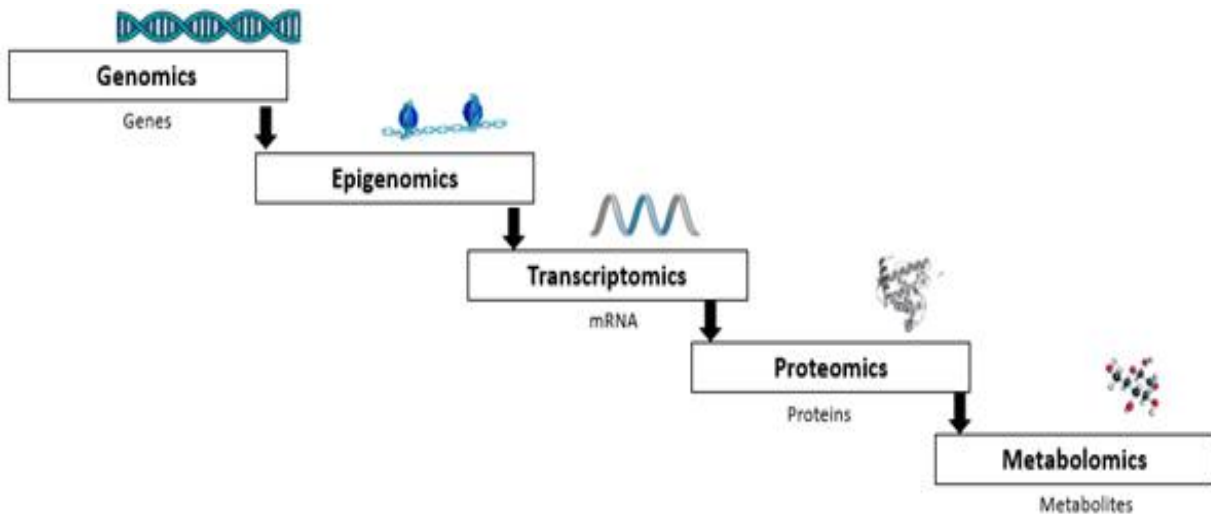 Genomics
Genes
Epigenomics
Transcriptomics
mRNA
Proteomics
Proteins
Metabolomics
Metabolites